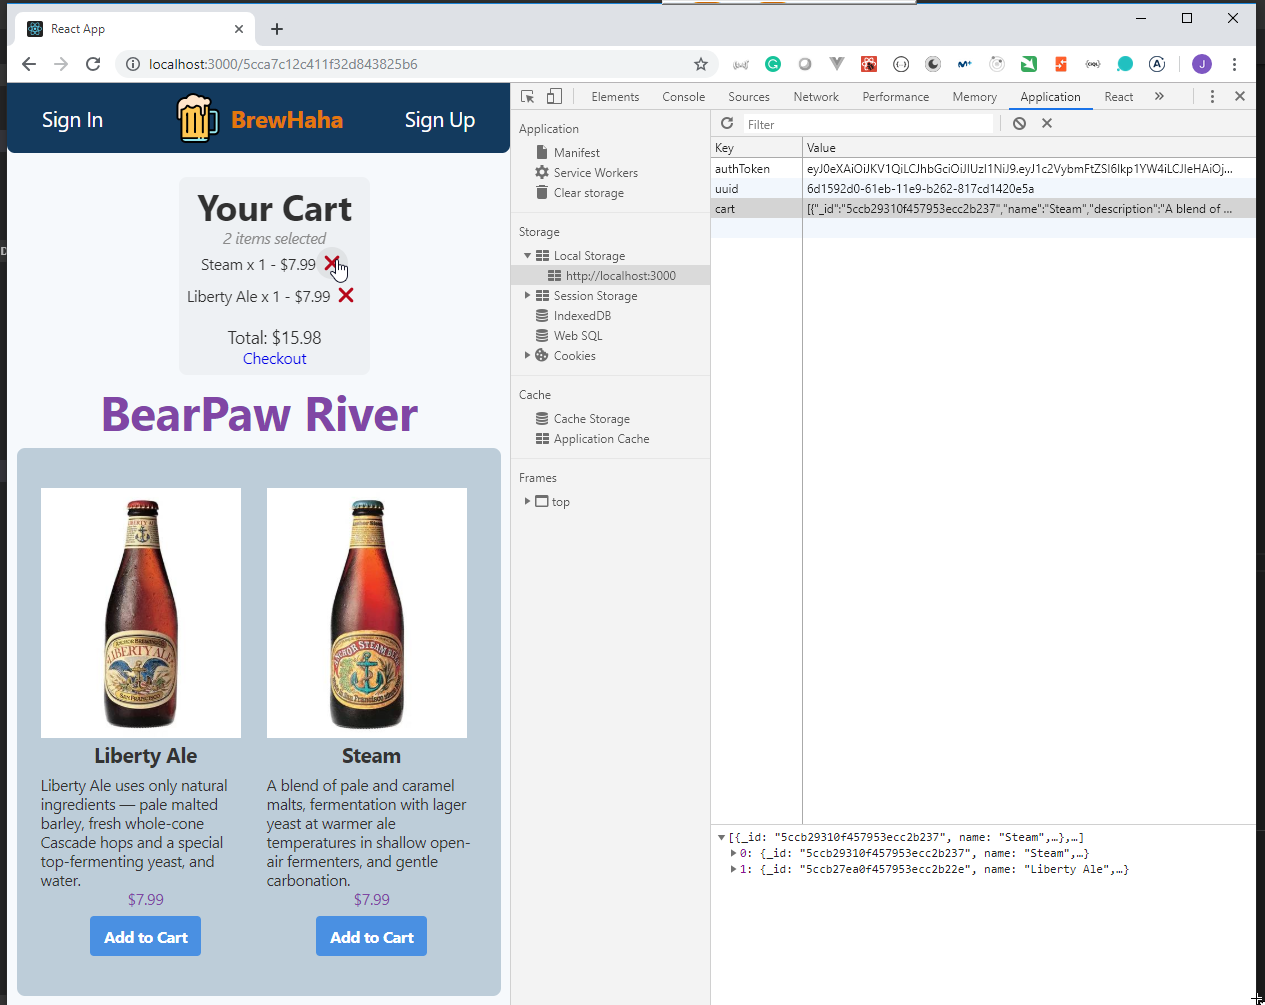 React App
localhost:3000/5cca7c12c411f32d843825b6
J
Sign In
BrewHaha
Sign Up
Your Cart
2 items selected
Steam x 1 - $7.99
Liberty Ale x 1 - $7.99
Total: $15.98
Checkout
BearPaw River
Liberty Ale
Liberty Ale uses only natural
ingredients — pale malted
barley, fresh whole-cone
Cascade hops and a special
top-fermenting yeast, and
water.
$7.99
Add to Cart
Steam
A blend of pale and caramel
malts, fermentation with lager
yeast at warmer ale
temperatures in shallow open-
air fermenters, and gentle
carbonation.
$7.99
Add to Cart
Elements Console Sources Network Performance Memory Application React
Application
Manifest
Service Workers
Clear storage
Storage
Local Storage
http://localhost:3000
Session Storage
IndexedDB
Web SQL
Cookies
Cache
Cache Storage
Application Cache
Frames
top
Filter
Key Value
authToken eyJ0eXAiOiJKV1QiLCJhbGciOiJIUzI1NiJ9.eyJ1c2VybmFtZSI6Ikp1YW4iLCJleHAiOj...
uuid 6d1592d0-61eb-11e9-b262-817cd1420e5a
cart [{"_id":"5ccb29310f457953ecc2b237","name":"Steam","description":"A blend of ...
[{_id: "5ccb29310f457953ecc2b237", name: "Steam",…},…]
0: {_id: "5ccb29310f457953ecc2b237", name: "Steam",…}
1: {_id: "5ccb27ea0f457953ecc2b22e", name: "Liberty Ale",…}